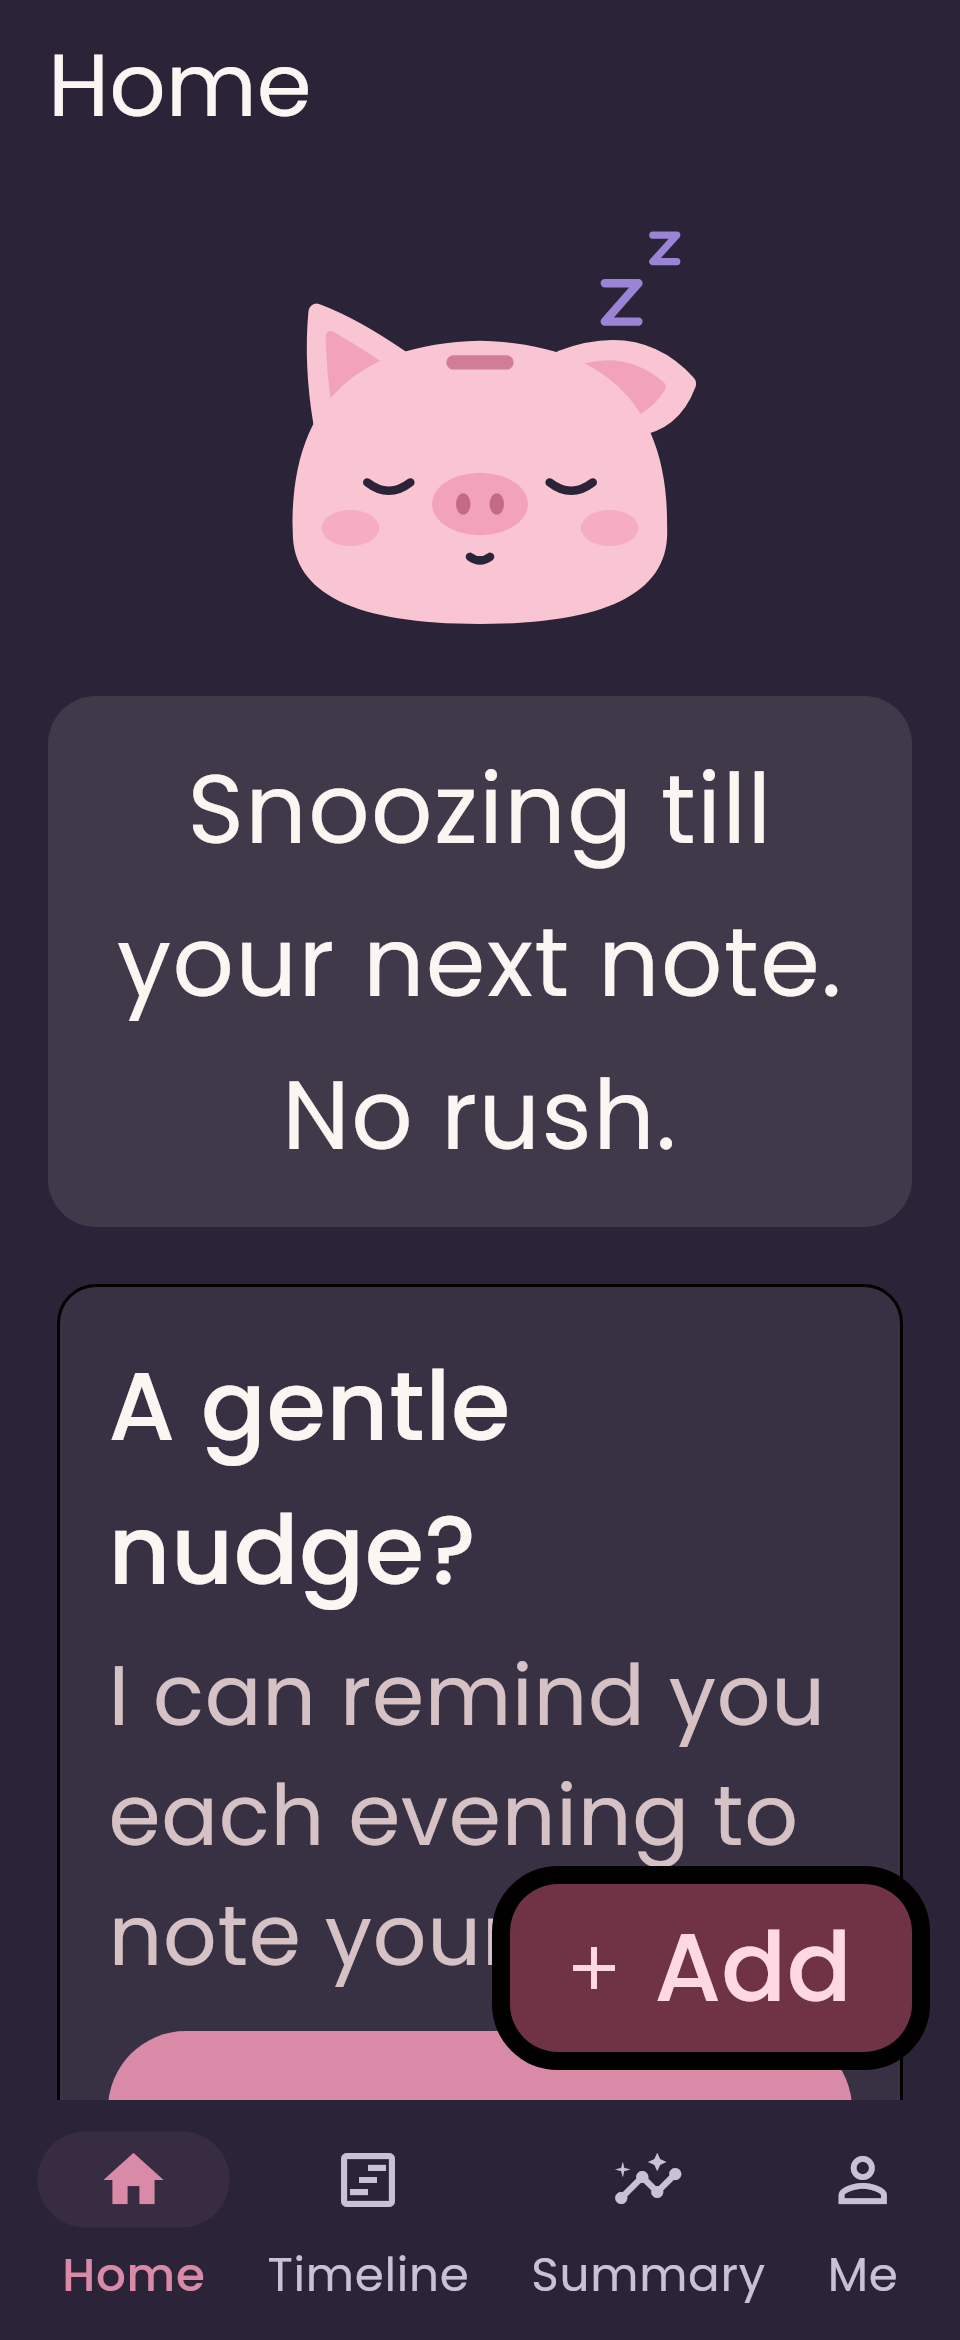 Home
z
z
Snoozing till
your next note.
No rush.
A gentle
nudge?
I can remind you
each evening to
note
+ Add
Home
Timeline
Summary
Me